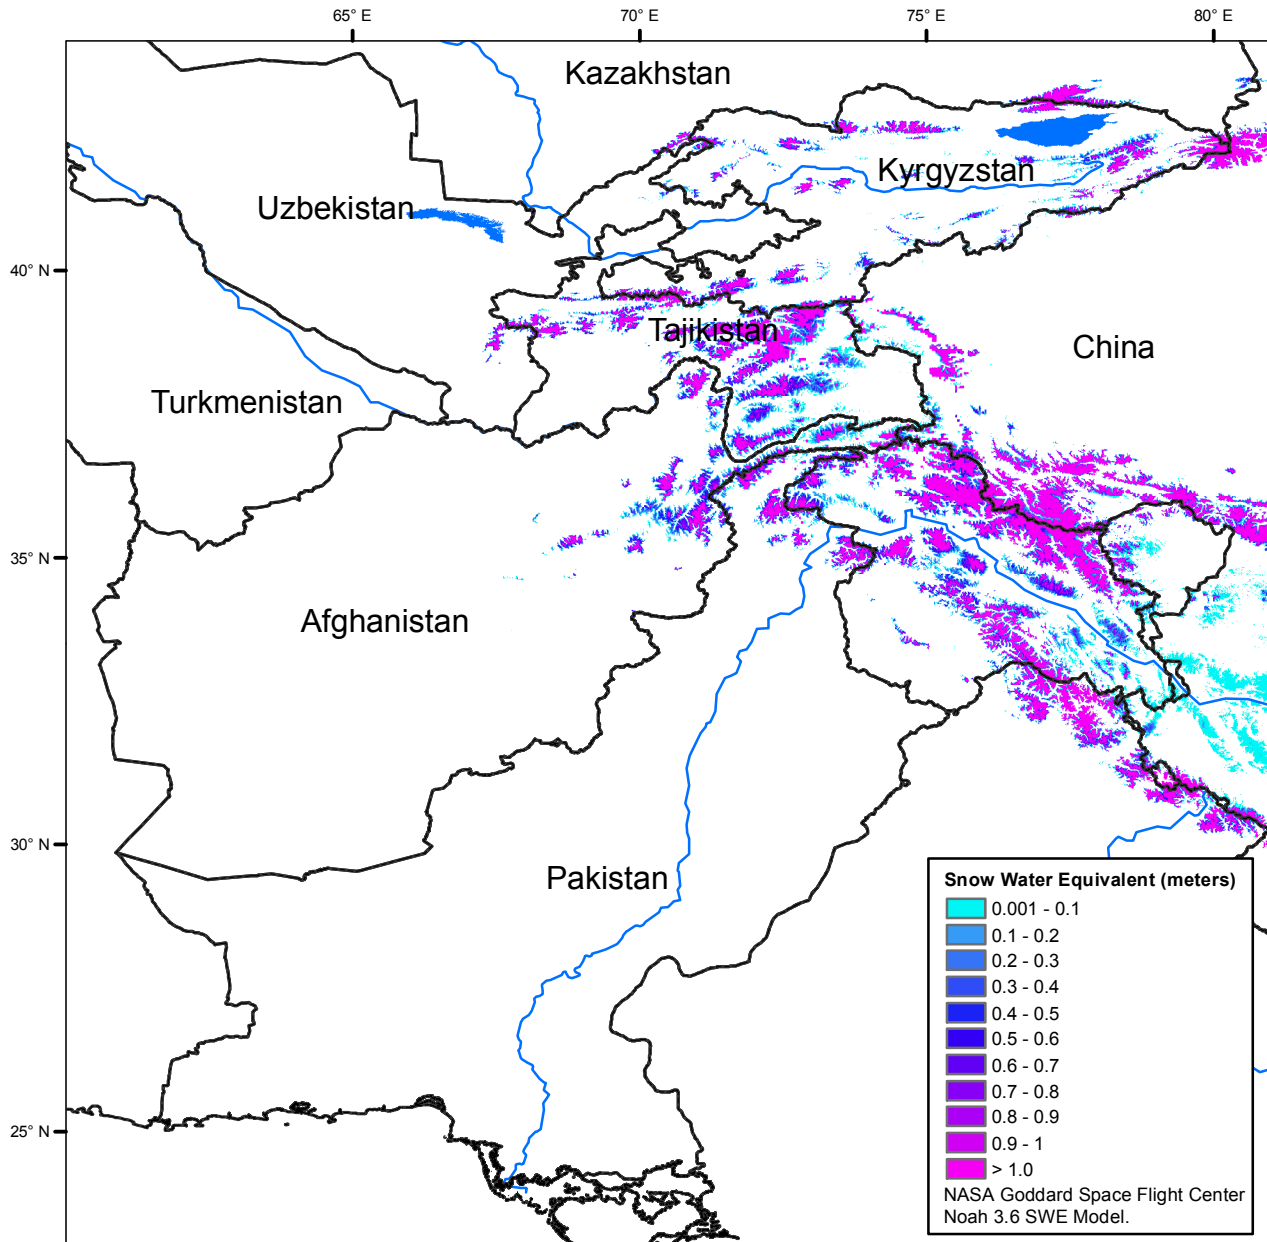 65° E
70° E
75° E
80° E
Kazakhstan
Kyrgyzstan
Uzbekistan
40° N
Tajikistan
China
Turkmenistan
35° N
Afghanistan
30° N
Pakistan
25° N
Snow Water Equivalent (meters)
0.001 - 0.1
0.1 - 0.2
0.2 - 0.3
0.3 - 0.4
0.4 - 0.5
0.5 - 0.6
0.6 - 0.7
0.7 - 0.8
0.8 - 0.9
0.9 - 1
> 1.0
NASA Goddard Space Flight Center
Noah 3.6 SWE Model.